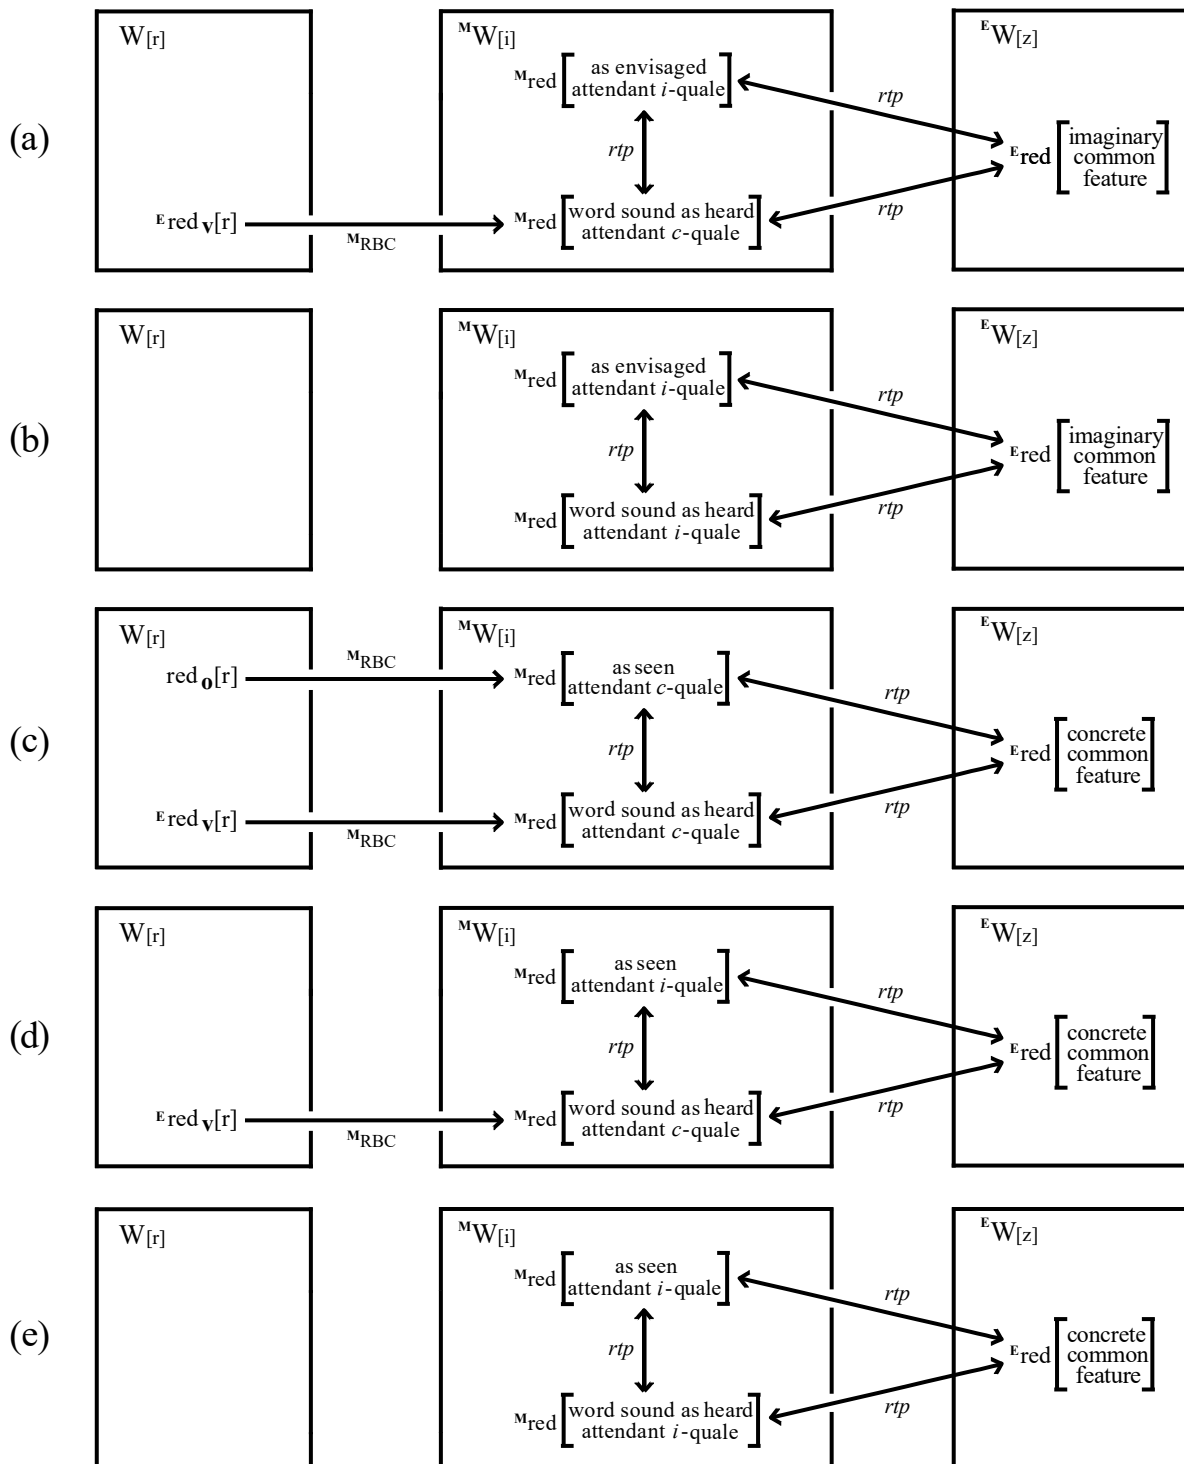 (a)
W[r]
ᴹW[i]
ᴱW[z]
ᴹred [as envisaged
attendant i-quale]
rtp
rtp
ᴱred [imaginary
common
feature]
ᴱred v[r]
ᴹRBC
ᴹred [word sound as heard
attendant c-quale]
rtp
(b)
W[r]
ᴹW[i]
ᴱW[z]
ᴹred [as envisaged
attendant i-quale]
rtp
rtp
ᴱred [imaginary
common
feature]
ᴹred [word sound as heard
attendant i-quale]
rtp
(c)
W[r]
ᴹW[i]
ᴱW[z]
red o[r]
ᴹRBC
ᴹred [as seen
attendant c-quale]
rtp
rtp
ᴱred [concrete
common
feature]
ᴱred v[r]
ᴹRBC
ᴹred [word sound as heard
attendant c-quale]
rtp
(d)
W[r]
ᴹW[i]
ᴱW[z]
ᴹred [as seen
attendant i-quale]
rtp
rtp
ᴱred [concrete
common
feature]
ᴱred v[r]
ᴹRBC
ᴹred [word sound as heard
attendant c-quale]
rtp
(e)
W[r]
ᴹW[i]
ᴱW[z]
ᴹred [as seen
attendant i-quale]
rtp
rtp
ᴱred [concrete
common
feature]
ᴹred [word sound as heard
attendant i-quale]
rtp